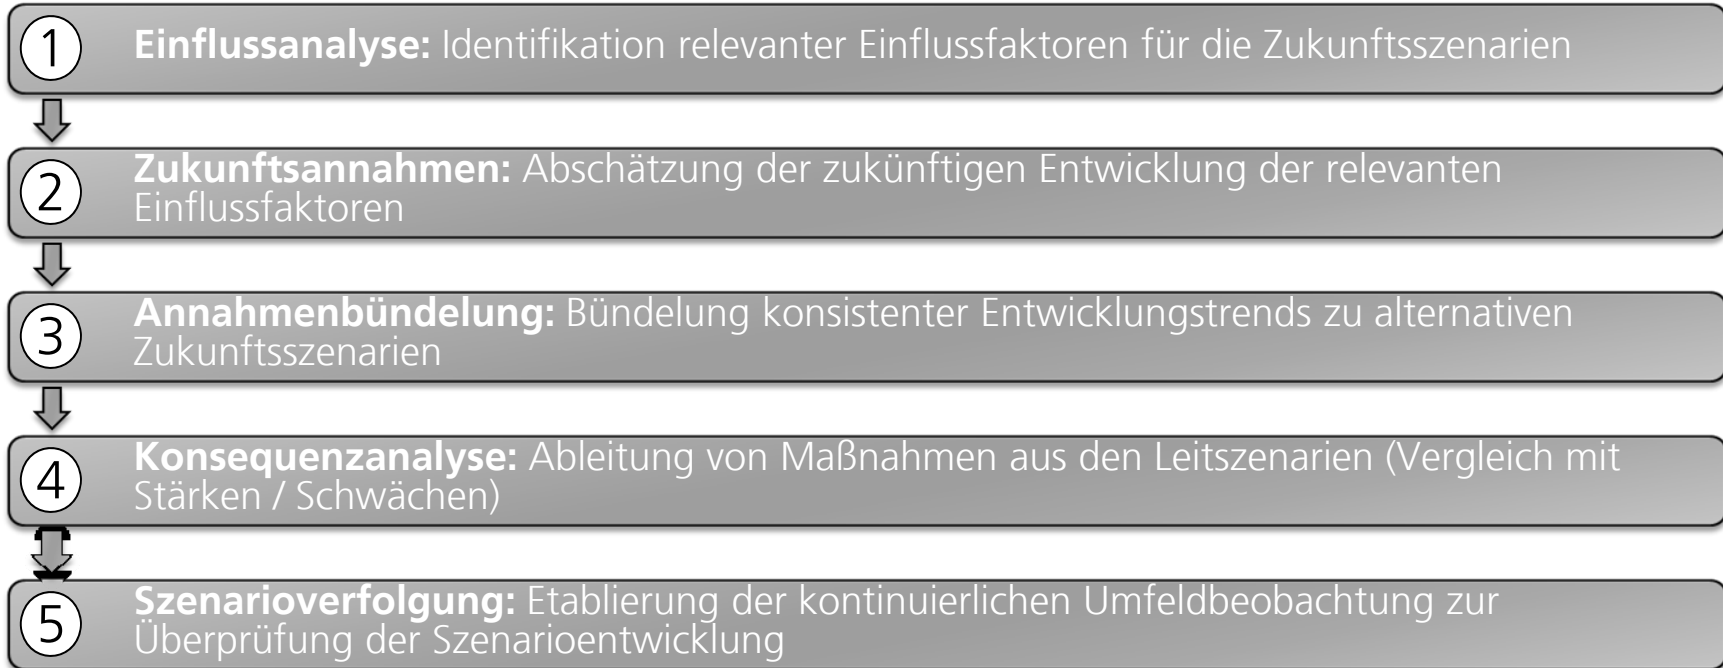 1 Einflussanalyse: Identifikation relevanter Einflussfaktoren für die Zukunftsszenarien
2 Zukunftsannahmen: Abschätzung der zukünftigen Entwicklung der relevanten
Einflussfaktoren
3 Annahmenbündelung: Bündelung konsistenter Entwicklungstrends zu alternativen
Zukunftsszenarien
4 Konsequenzanalyse: Ableitung von Maßnahmen aus den Leitszenarien (Vergleich mit
Stärken / Schwächen)
5 Szenarioverfolgung: Etablierung der kontinuierlichen Umfeldbeobachtung zur
Überprüfung der Szenarioentwicklung